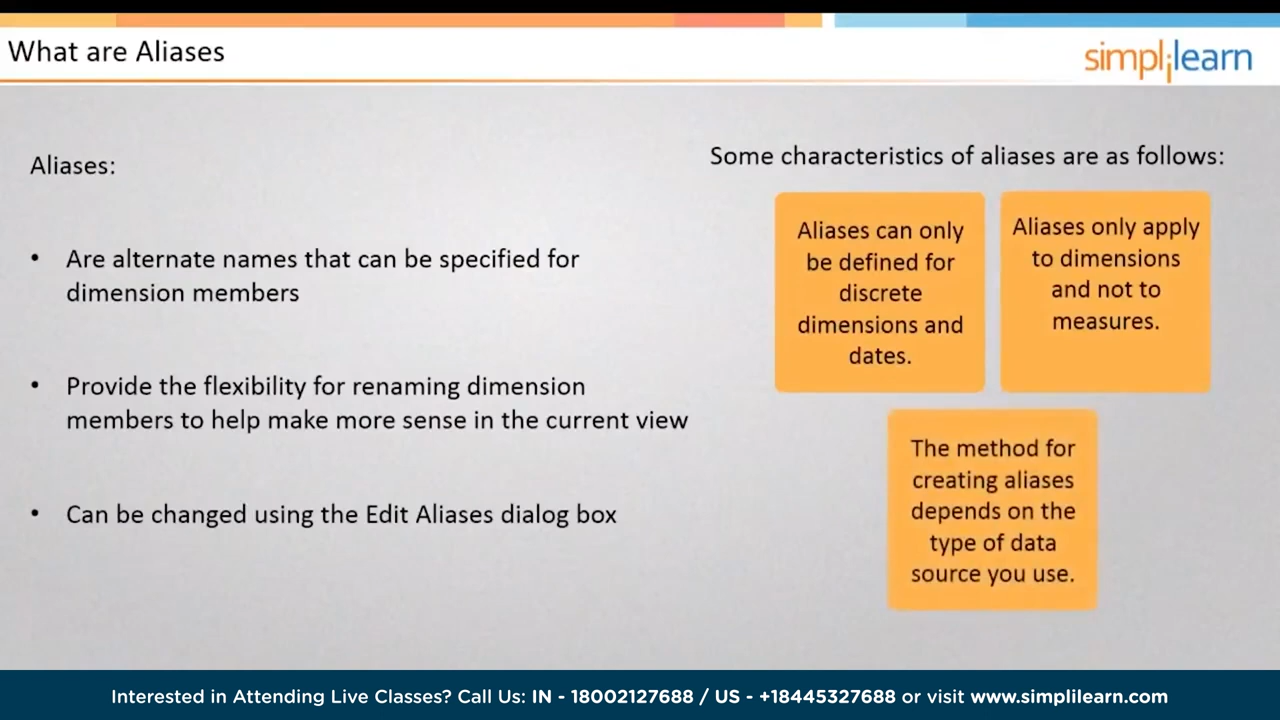 What are Aliases
simplilearn
Aliases:
• Are alternate names that can be specified for
dimension members
• Provide the flexibility for renaming dimension
members to help make more sense in the current view
• Can be changed using the Edit Aliases dialog box
Some characteristics of aliases are as follows:
Aliases can only
be defined for
discrete
dimensions and
dates.
Aliases only apply
to dimensions
and not to
measures.
The method for
creating aliases
depends on the
type of data
source you use.
Interested in Attending Live Classes? Call Us: IN - 18002127688 / US - +18445327688 or visit www.simplilearn.com